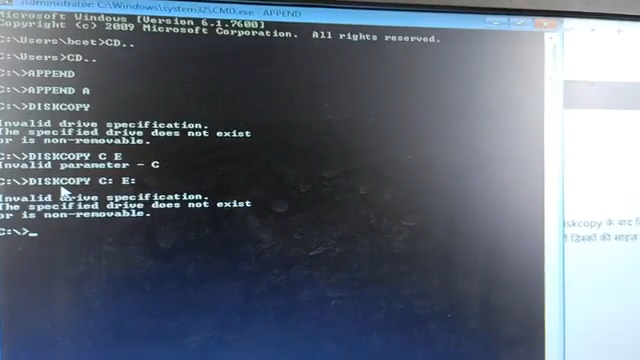 Administrator: C:\Windows\system32\CMD.exe - APPEND
Microsoft Windows [Version 6.1.7600]
Copyright (c) 2009 Microsoft Corporation.  All rights reserved.
C:\Users\bcet>CD..
C:\Users>CD..
C:\>APPEND
C:\>APPEND A
C:\>DISKCOPY
Invalid drive specification.
The specified drive does not exist
or is non-removable.
C:\>DISKCOPY C E
Invalid parameter - C
C:\>DISKCOPY C: E:
Invalid drive specification.
The specified drive does not exist
or is non-removable.
C:\>_
iskcopy के बाद
डिस्कों की साइज़